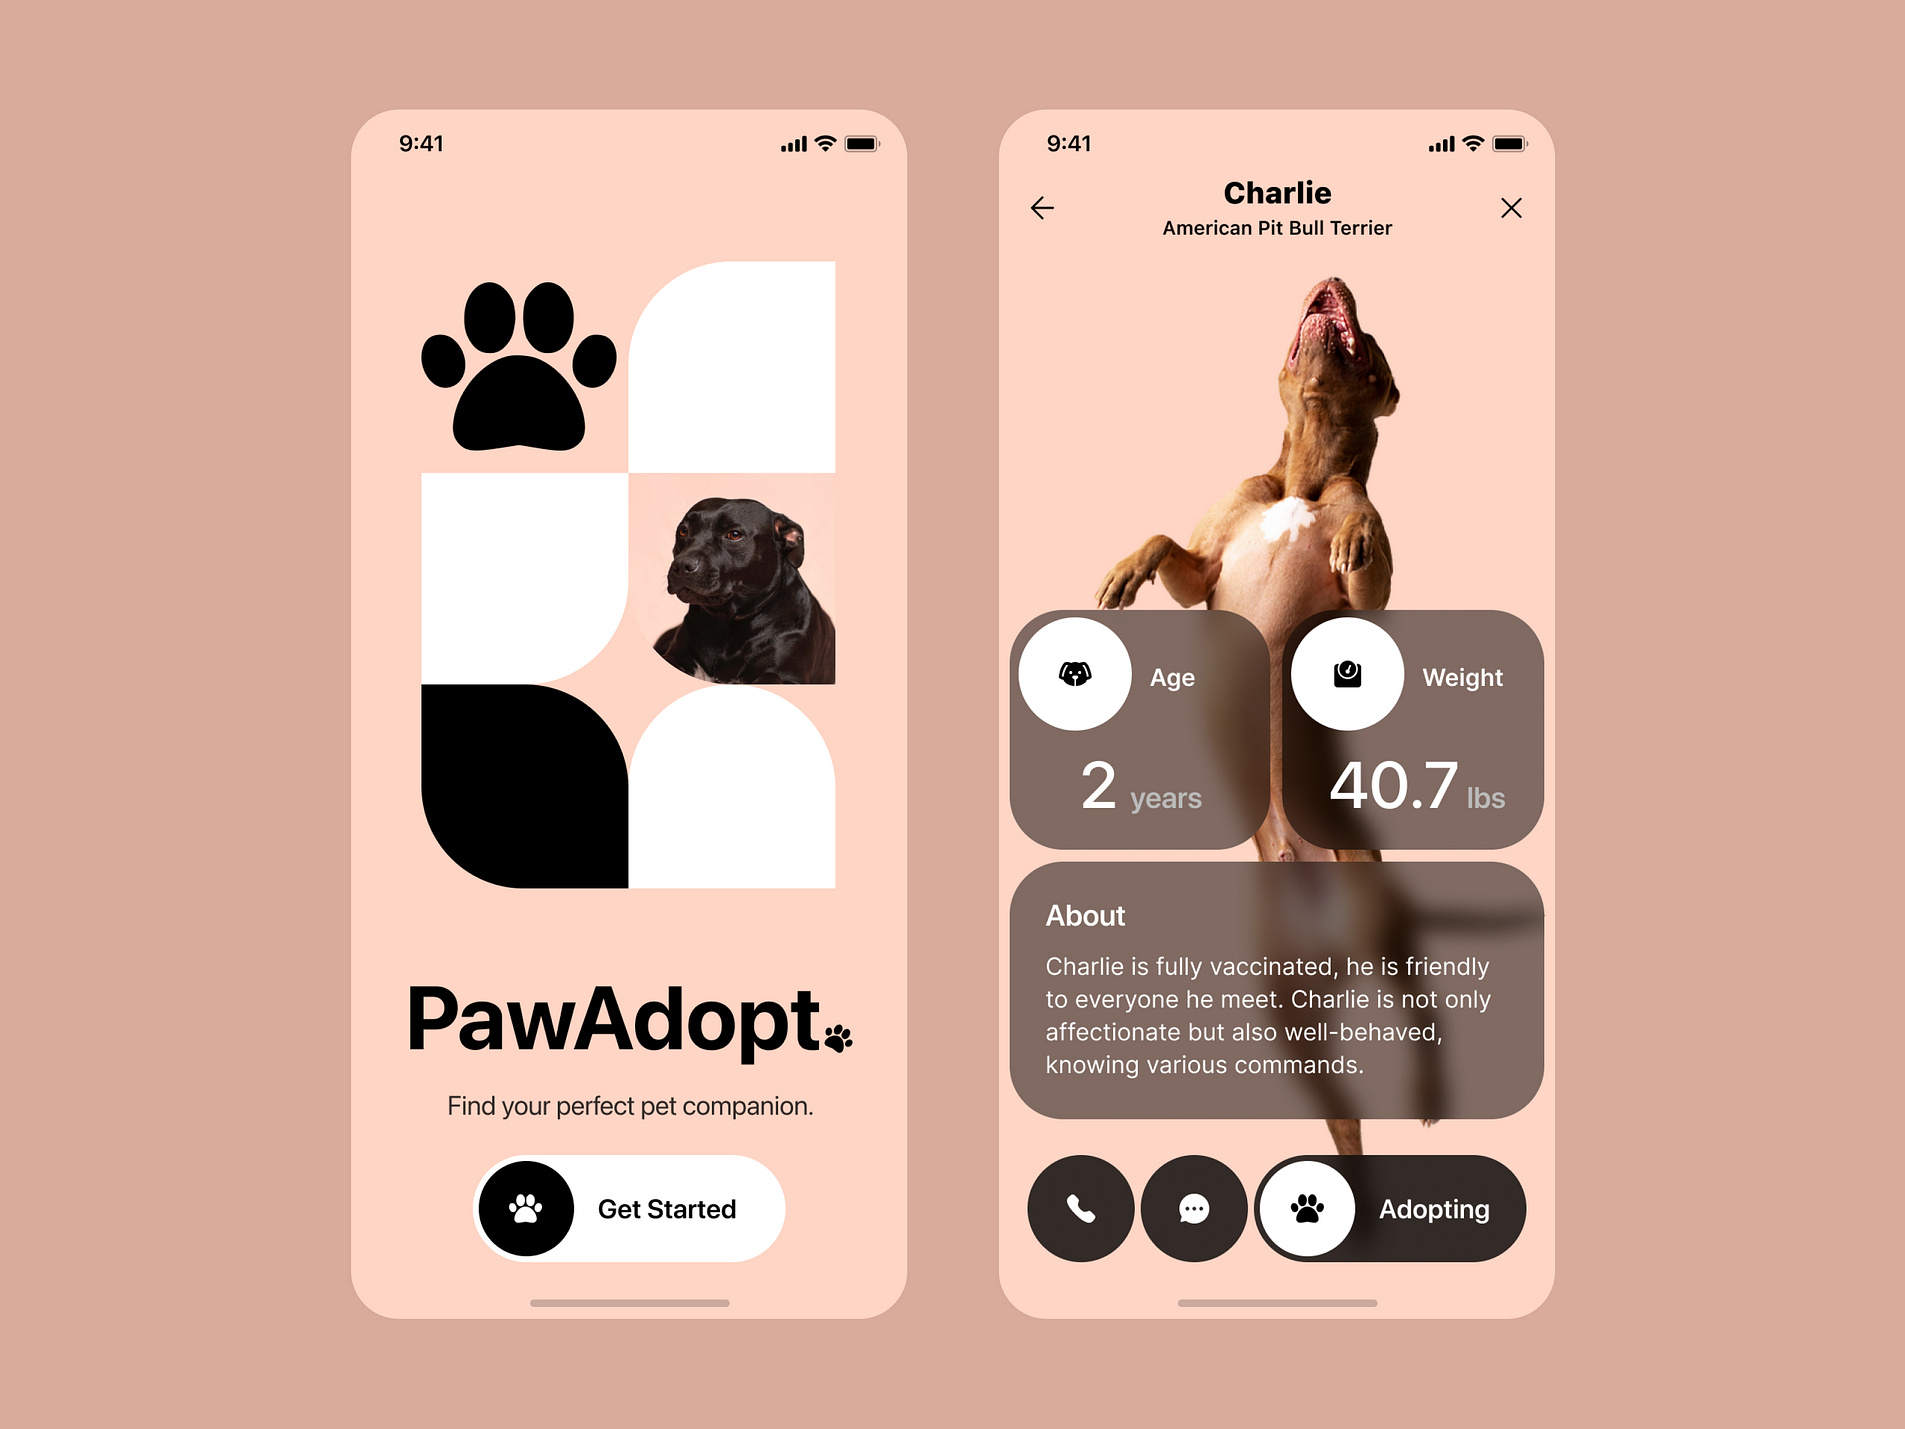 9:41
PawAdopt
Find your perfect pet companion.
Get Started
9:41
Charlie
American Pit Bull Terrier
Age
2 years
Weight
40.7 lbs
About
Charlie is fully vaccinated, he is friendly
to everyone he meet. Charlie is not only
affectionate but also well-behaved,
knowing various commands.
Adopting